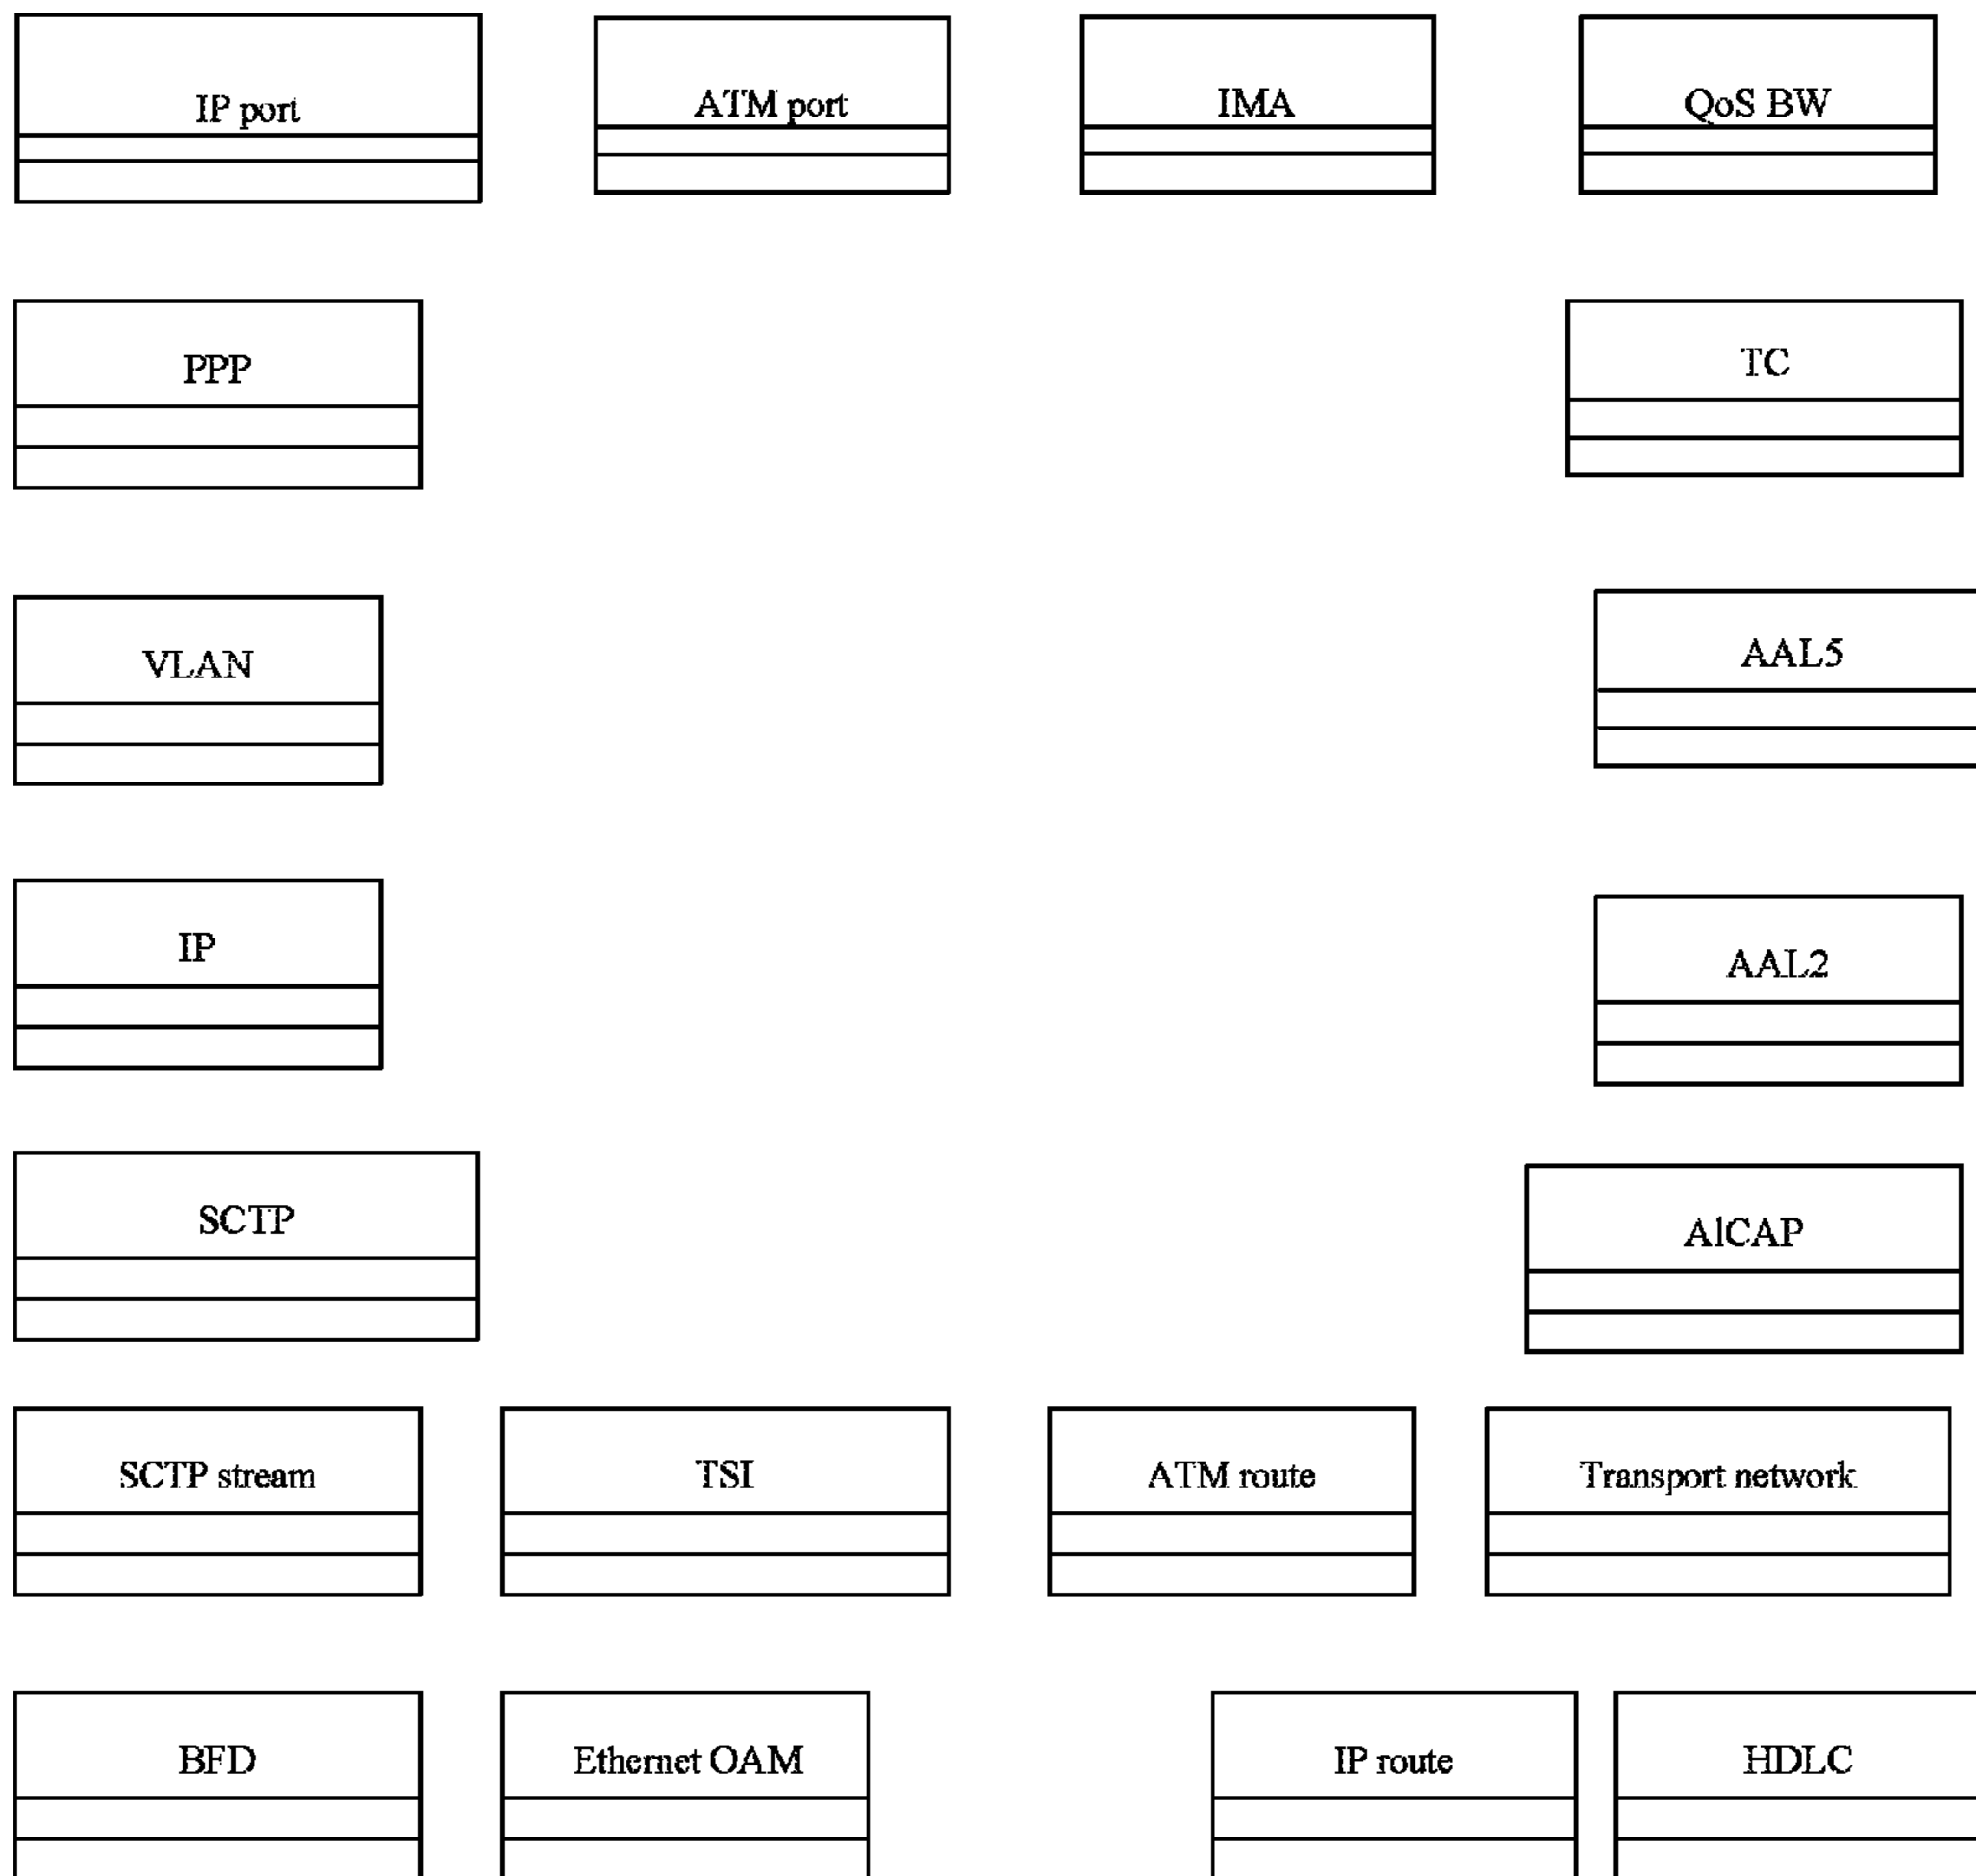 IP port
ATM port
IMA
QoS BW
PPP
TC
VLAN
AAL5
IP
AAL2
SCTP
AlCAP
SCTP stream
TSI
ATM route
Transport network
BFD
Ethernet OAM
IP route
HDLC